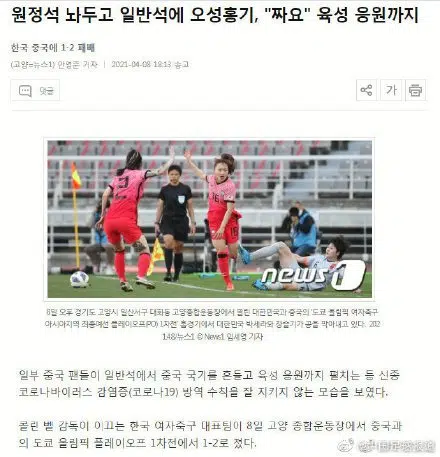 원정석 놔두고 일반석에 오성홍기, "짜요" 육성 응원까지
한국 중국에 1-2 패배
(고양=뉴스1) 안영준 기자 | 2021-04-08 18:13 송고
댓글
가
news1
8일 오후 경기도 고양시 일산서구 대화동 고양종합운동장에서 열린 대한민국과 중국의 '도쿄 올림픽 여자축구
아시아지역 최종예선 플레이오프(PO) 1차전' 홈경기에서 대한민국 박세라와 장슬기가 공을 막아내고 있다. 202
1.4.8/뉴스1 © News1 임세영 기자
일부 중국 팬들이 일반석에서 중국 국기를 흔들고 육성 응원까지 펼치는 등 신종
코로나바이러스 감염증(코로나19) 방역 수칙을 잘 지키지 않는 모습을 보였다.
콜린 벨 감독이 이끄는 한국 여자축구 대표팀이 8일 고양 종합운동장에서 중국과
의 도쿄 올림픽 플레이오프 1차전에서 1-2로 졌다.